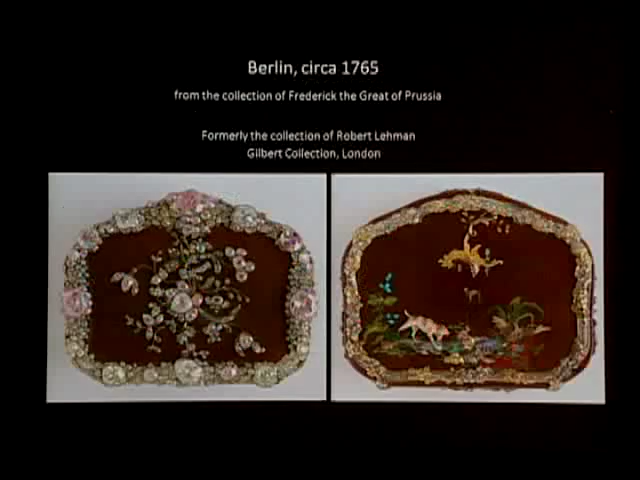 Berlin, circa 1765
from the collection of Frederick the Great of Prussia
Formerly the collection of Robert Lehman
Gilbert Collection, London